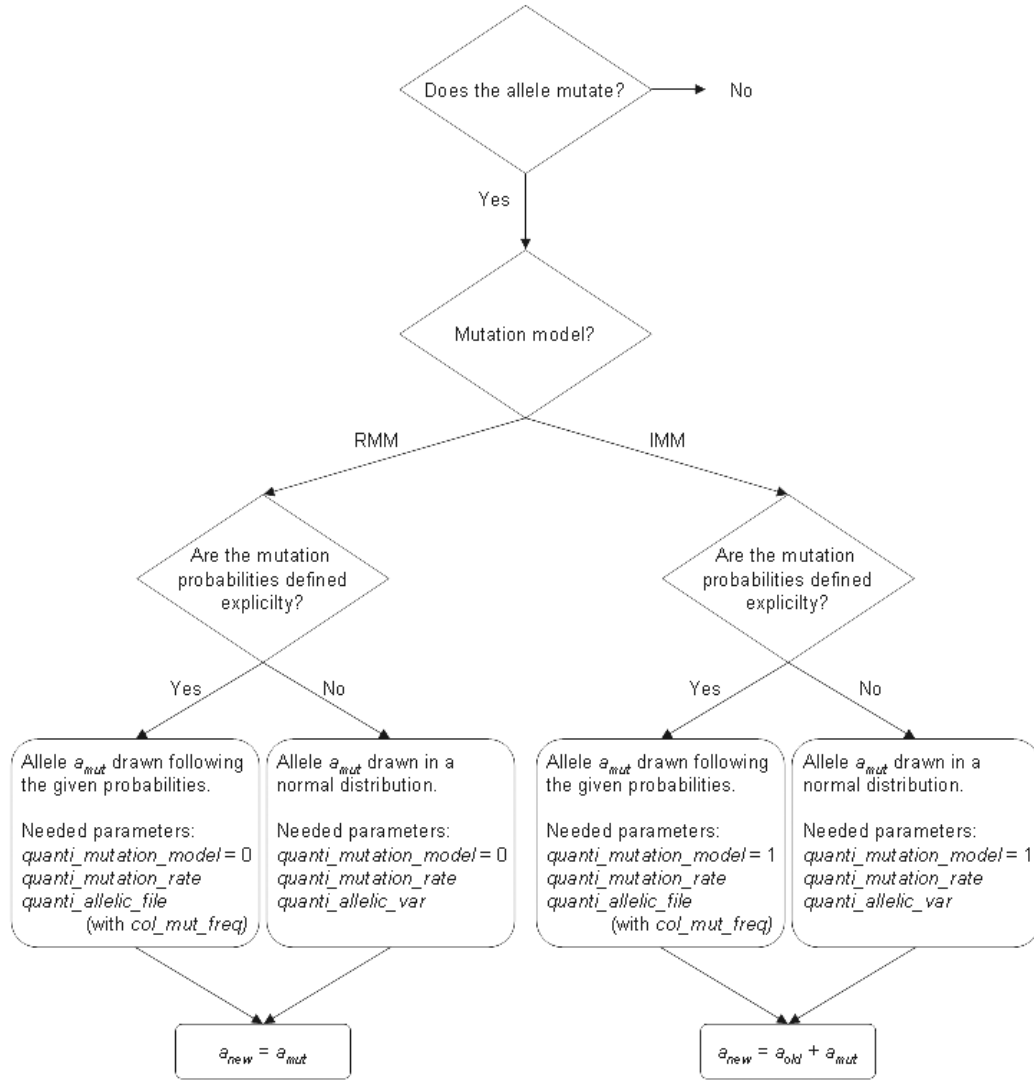 Does the allele mutate?
No
Yes
Mutation model?
RMM
IMM
Are the mutation
probabilities defined
explicilty?
Are the mutation
probabilities defined
explicilty?
Yes
No
Yes
No
Allele a_mut drawn following
the given probabilities.
Needed parameters:
quanti_mutation_model = 0
quanti_mutation_rate
quanti_allelic_file
(with col_mut_freq)
Allele a_mut drawn in a
normal distribution.
Needed parameters:
quanti_mutation_model = 0
quanti_mutation_rate
quanti_allelic_var
Allele a_mut drawn following
the given probabilities.
Needed parameters:
quanti_mutation_model = 1
quanti_mutation_rate
quanti_allelic_file
(with col_mut_freq)
Allele a_mut drawn in a
normal distribution.
Needed parameters:
quanti_mutation_model = 1
quanti_mutation_rate
quanti_allelic_var
a_new = a_mut
a_new = a_old + a_mut